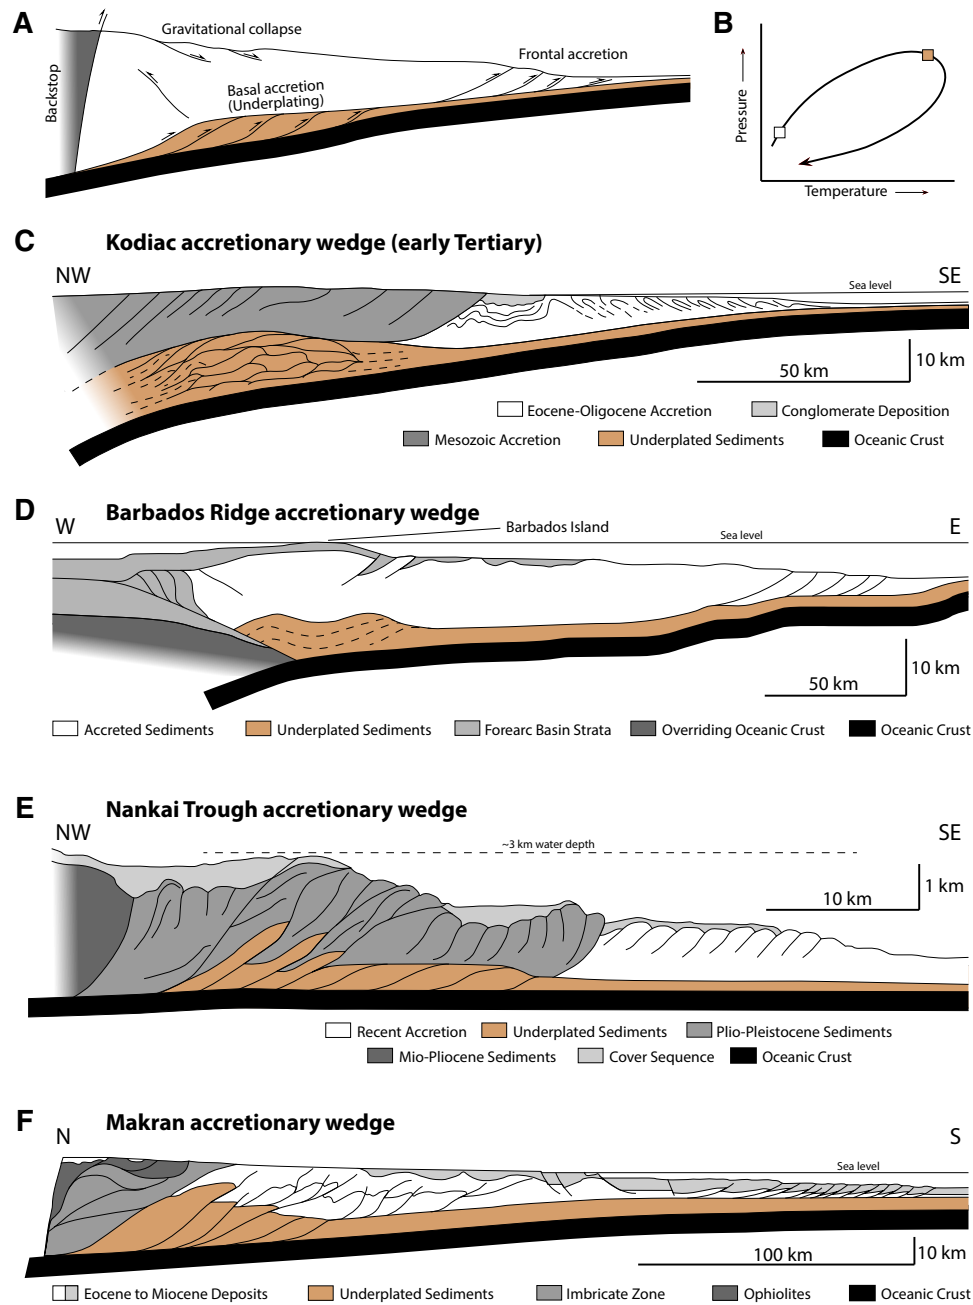 A
Gravitational collapse
Frontal accretion
Backstop
Basal accretion
(Underplating)
B
Pressure
Temperature
C
Kodiac accretionary wedge (early Tertiary)
NW
SE
Sea level
10 km
50 km
Eocene-Oligocene Accretion
Conglomerate Deposition
Mesozoic Accretion
Underplated Sediments
Oceanic Crust
D
Barbados Ridge accretionary wedge
W
Barbados Island
Sea level
E
10 km
50 km
Accreted Sediments
Underplated Sediments
Forearc Basin Strata
Overriding Oceanic Crust
Oceanic Crust
E
Nankai Trough accretionary wedge
NW
SE
~3 km water depth
1 km
10 km
Recent Accretion
Underplated Sediments
Plio-Pleistocene Sediments
Mio-Pliocene Sediments
Cover Sequence
Oceanic Crust
F
Makran accretionary wedge
N
S
Sea level
100 km
10 km
Eocene to Miocene Deposits
Underplated Sediments
Imbricate Zone
Ophiolites
Oceanic Crust